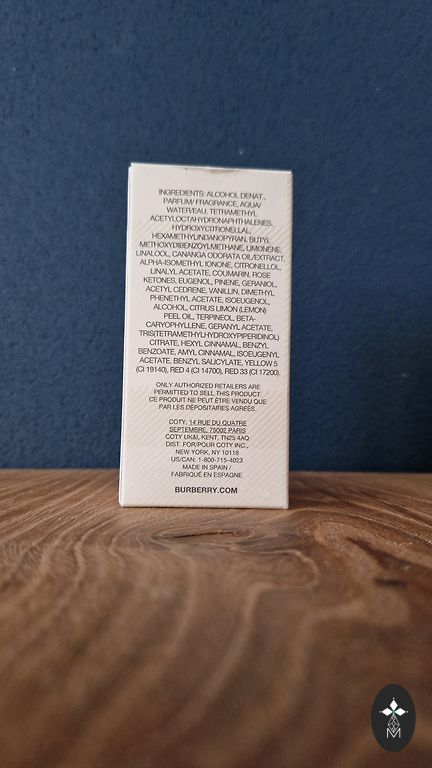 INGREDIENTS: ALCOHOL DENAT.,
PARFUM/ FRAGRANCE, AQUA/
WATER/EAU, TETRAMETHYL
ACETYLOCTAHYDRONAPHTHALENES,
HYDROXYCITRONELLAL,
HEXAMETHYLINDANOPYRAN, BUTYL
METHOXYDIBENZOYLMETHANE, LIMONENE,
LINALOOL, CANANGA ODORATA OIL/EXTRACT,
ALPHA-ISOMETHYL IONONE, CITRONELLOL,
LINALYL ACETATE, COUMARIN, ROSE
KETONES, EUGENOL, PINENE, GERANIOL,
ACETYL CEDRENE, VANILLIN, DIMETHYL
PHENETHYL ACETATE, ISOEUGENOL,
ALCOHOL, CITRUS LIMON (LEMON)
PEEL OIL, TERPINEOL, BETA-
CARYOPHYLLENE, GERANYL ACETATE,
TRIS(TETRAMETHYLHYDROXYPIPERIDINOL)
CITRATE, HEXYL CINNAMAL, BENZYL
BENZOATE, AMYL CINNAMAL, ISOEUGENYL
ACETATE, BENZYL SALICYLATE, YELLOW 5
(CI 19140), RED 4 (CI 14700), RED 33 (CI 17200).
ONLY AUTHORIZED RETAILERS ARE
PERMITTED TO SELL THIS PRODUCT
CE PRODUIT NE PEUT ÊTRE VENDU QUE
PAR LES DÉPOSITAIRES AGRÉÉS.
COTY, 14 RUE DU QUATRE
SEPTEMBRE, 75002 PARIS
COTY UK&I, KENT, TN25 4AQ
DIST. FOR/POUR COTY INC.,
NEW YORK, NY 10118
US/CAN: 1-800-715-4023
MADE IN SPAIN /
FABRIQUÉ EN ESPAGNE
BURBERRY.COM
M